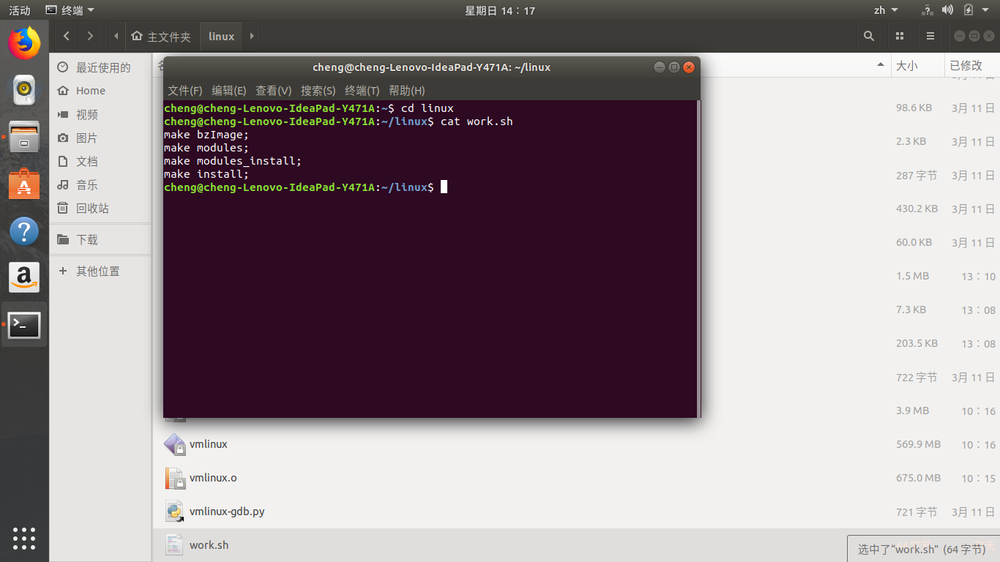 活动
终端
星期日 14：17
zh
主文件夹
linux
大小
已修改
最近使用的
Home
视频
图片
文档
音乐
回收站
下载
其他位置
cheng@cheng-Lenovo-IdeaPad-Y471A: ~/linux
文件(F) 编辑(E) 查看(V) 搜索(S) 终端(T) 帮助(H)
cheng@cheng-Lenovo-IdeaPad-Y471A:~$ cd linux
cheng@cheng-Lenovo-IdeaPad-Y471A:~/linux$ cat work.sh
make bzImage;
make modules;
make modules_install;
make install;
cheng@cheng-Lenovo-IdeaPad-Y471A:~/linux$
98.6 KB 3月 11 日
2.3 KB 3月 11 日
287 字节 3月 11 日
430.2 KB 3月 11 日
60.0 KB 3月 11 日
1.5 MB 13：10
7.3 KB 13：08
203.5 KB 13：08
722 字节 3月 11 日
3.9 MB 10：16
vmlinux 569.9 MB 10：16
vmlinux.o 675.0 MB 10：15
vmlinux-gdb.py 721 字节 3月 11 日
work.sh
选中了“work.sh” (64 字节)